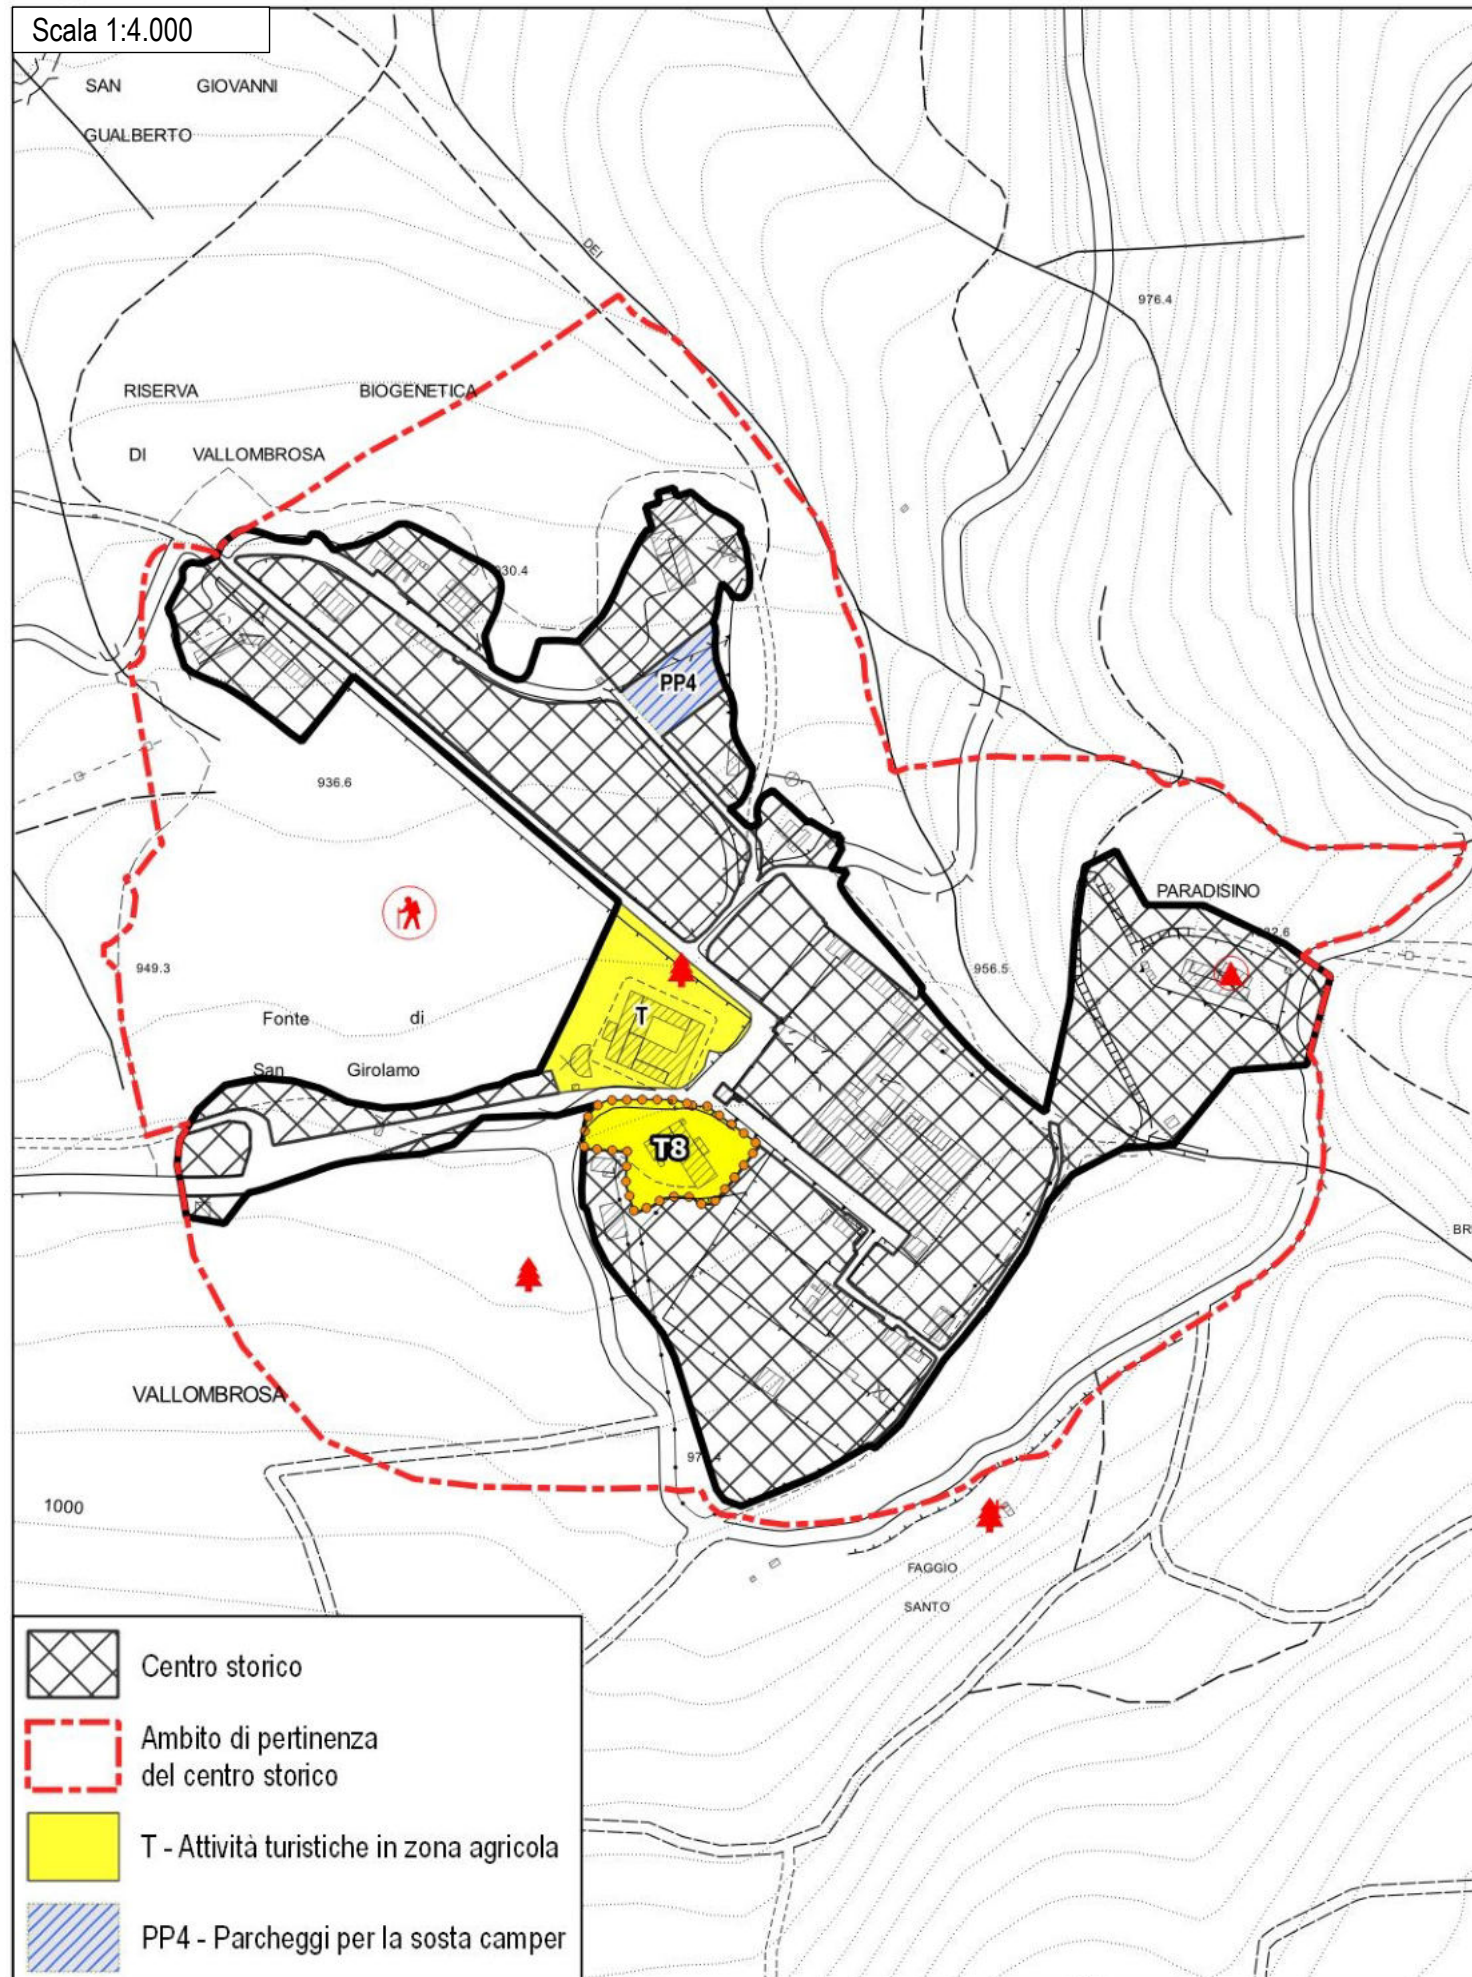 Scala 1:4.000
SAN GIOVANNI
GUALBERTO
DEI
976.4
RISERVA BIOGENETICA
DI VALLOMBROSA
930.4
PP4
936.6
PARADISINO
949.3
956.5
T
Fonte di
San Girolamo
T8
BR
VALLOMBROSA
1000
FAGGIO
SANTO
Centro storico
Ambito di pertinenza
del centro storico
T - Attività turistiche in zona agricola
PP4 - Parcheggi per la sosta camper